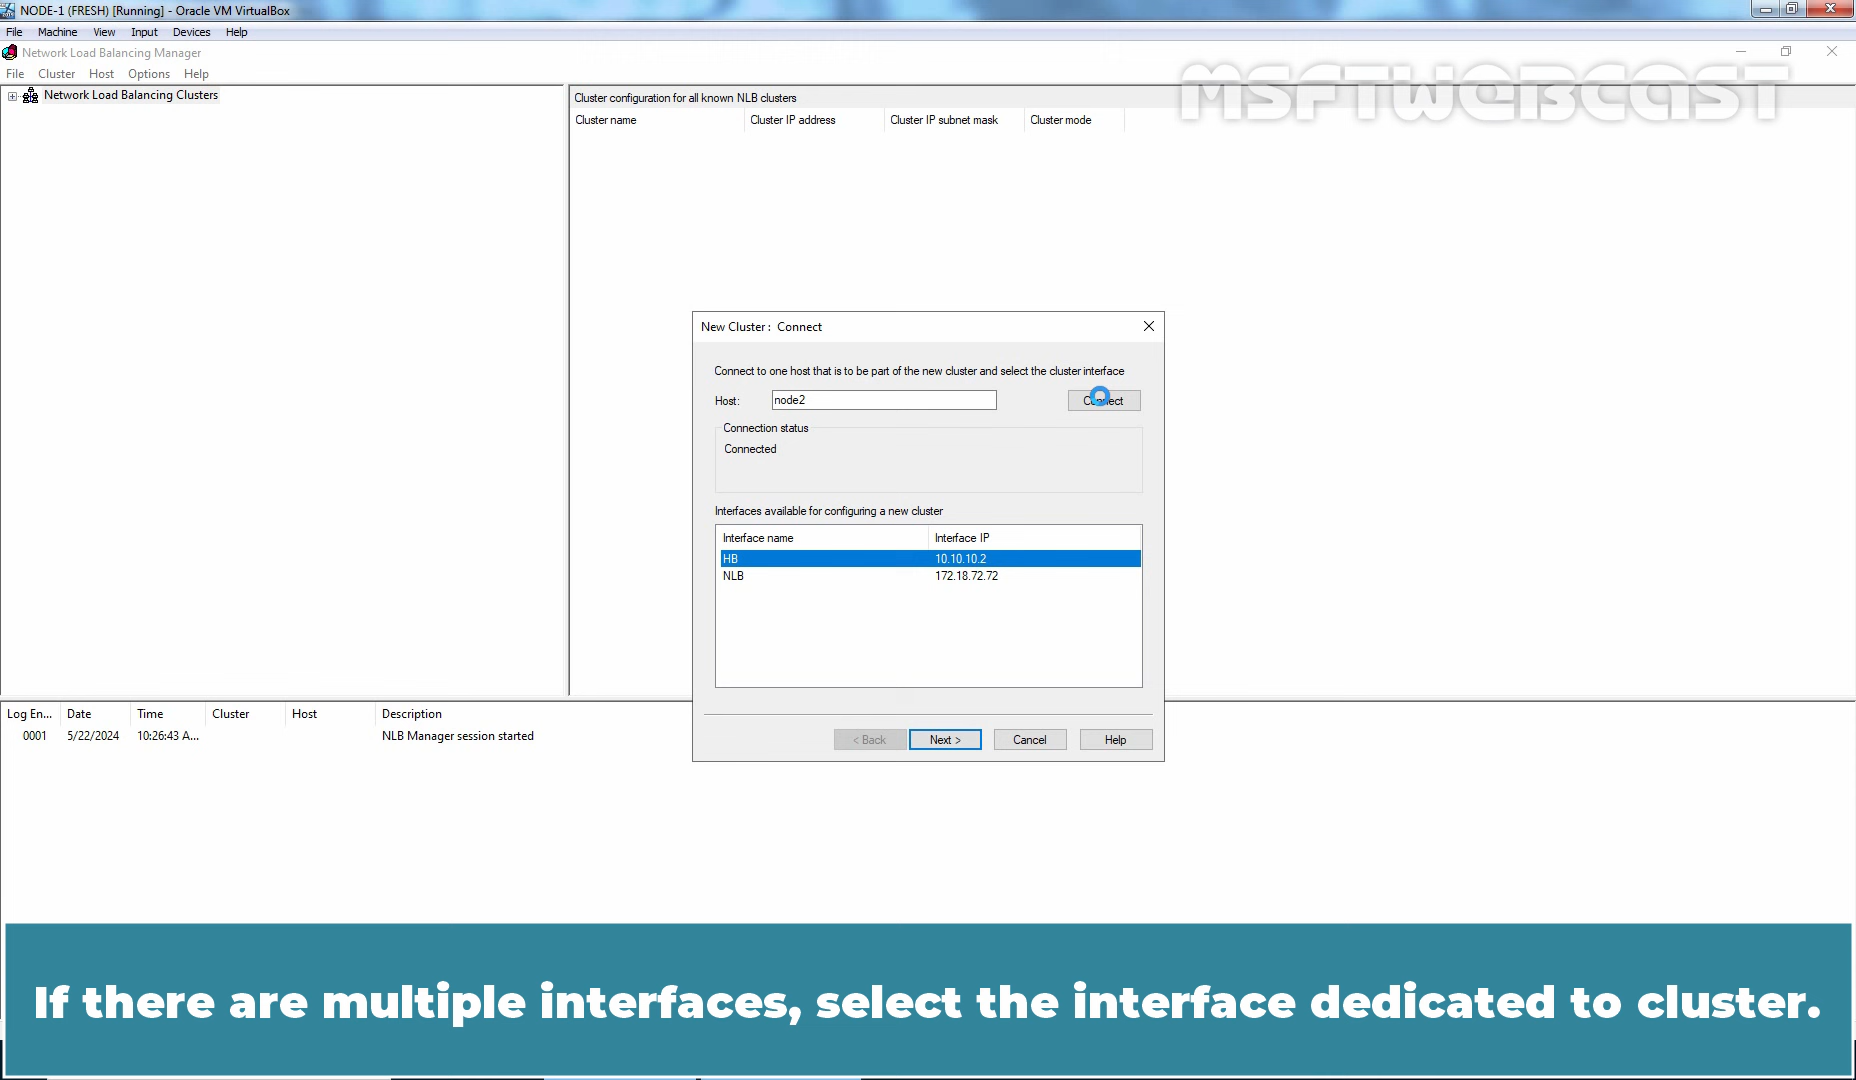 NODE-1 (FRESH) [Running] - Oracle VM VirtualBox
File Machine View Input Devices Help
Network Load Balancing Manager
File Cluster Host Options Help
MSFTWEBCAST
Network Load Balancing Clusters
Cluster configuration for all known NLB clusters
Cluster name Cluster IP address Cluster IP subnet mask Cluster mode
New Cluster : Connect
Connect to one host that is to be part of the new cluster and select the cluster interface
Host: node2 Connect
Connection status
Connected
Interfaces available for configuring a new cluster
Interface name Interface IP
HB 10.10.10.2
NLB 172.18.72.72
< Back Next > Cancel Help
Log En... Date Time Cluster Host Description
0001 5/22/2024 10:26:43 A... NLB Manager session started
If there are multiple interfaces, select the interface dedicated to cluster.